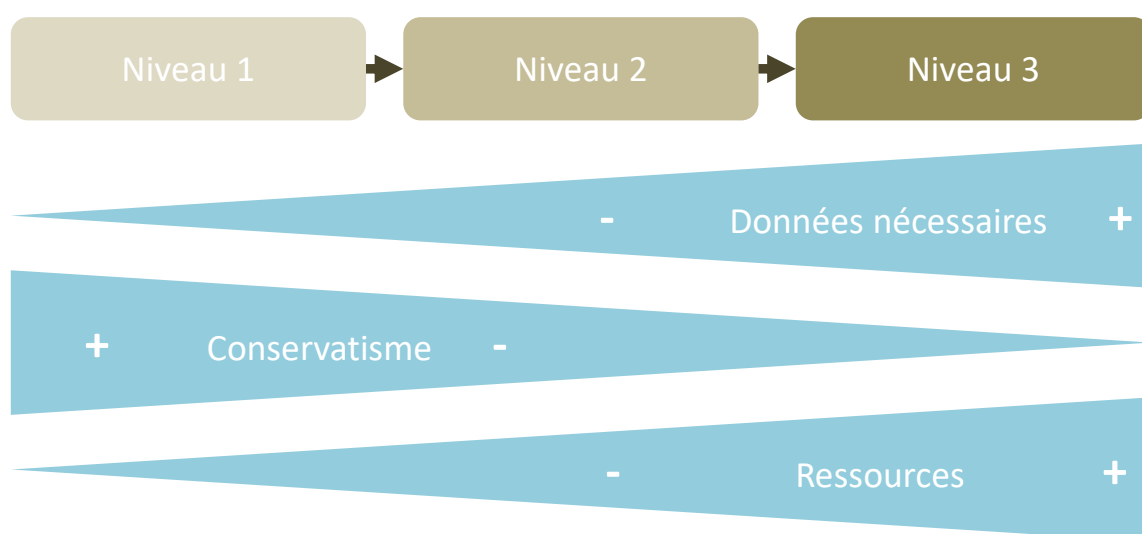 Niveau 1
Niveau 2
Niveau 3
- Données nécessaires +
+ Conservatisme -
- Ressources +